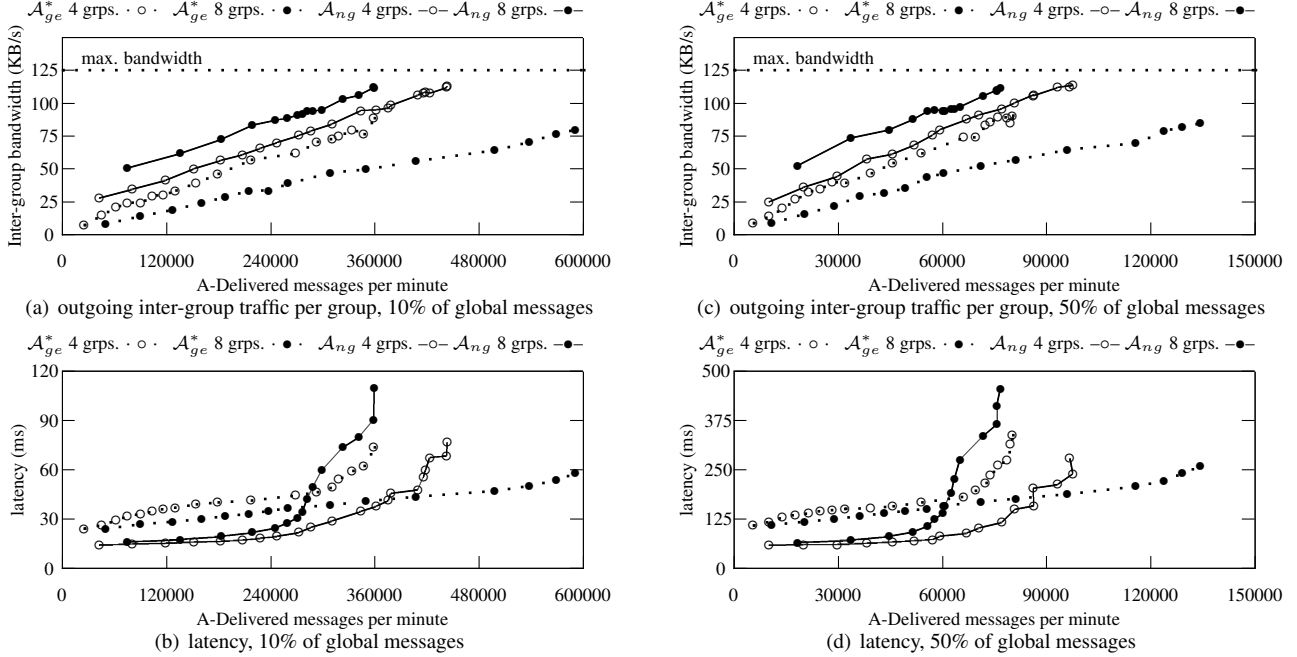 A*ge 4 grps. A*ge 8 grps. Ang 4 grps. Ang 8 grps.
Inter-group bandwidth (KB/s)
150
125
100
75
50
25
0
max. bandwidth
0 120000 240000 360000 480000 600000
A-Delivered messages per minute
(a) outgoing inter-group traffic per group, 10% of global messages
A*ge 4 grps. A*ge 8 grps. Ang 4 grps. Ang 8 grps.
latency (ms)
120
90
60
30
0
0 120000 240000 360000 480000 600000
A-Delivered messages per minute
(b) latency, 10% of global messages
A*ge 4 grps. A*ge 8 grps. Ang 4 grps. Ang 8 grps.
Inter-group bandwidth (KB/s)
150
125
100
75
50
25
0
max. bandwidth
0 30000 60000 90000 120000 150000
A-Delivered messages per minute
(c) outgoing inter-group traffic per group, 50% of global messages
A*ge 4 grps. A*ge 8 grps. Ang 4 grps. Ang 8 grps.
latency (ms)
500
375
250
125
0
0 30000 60000 90000 120000 150000
A-Delivered messages per minute
(d) latency, 50% of global messages